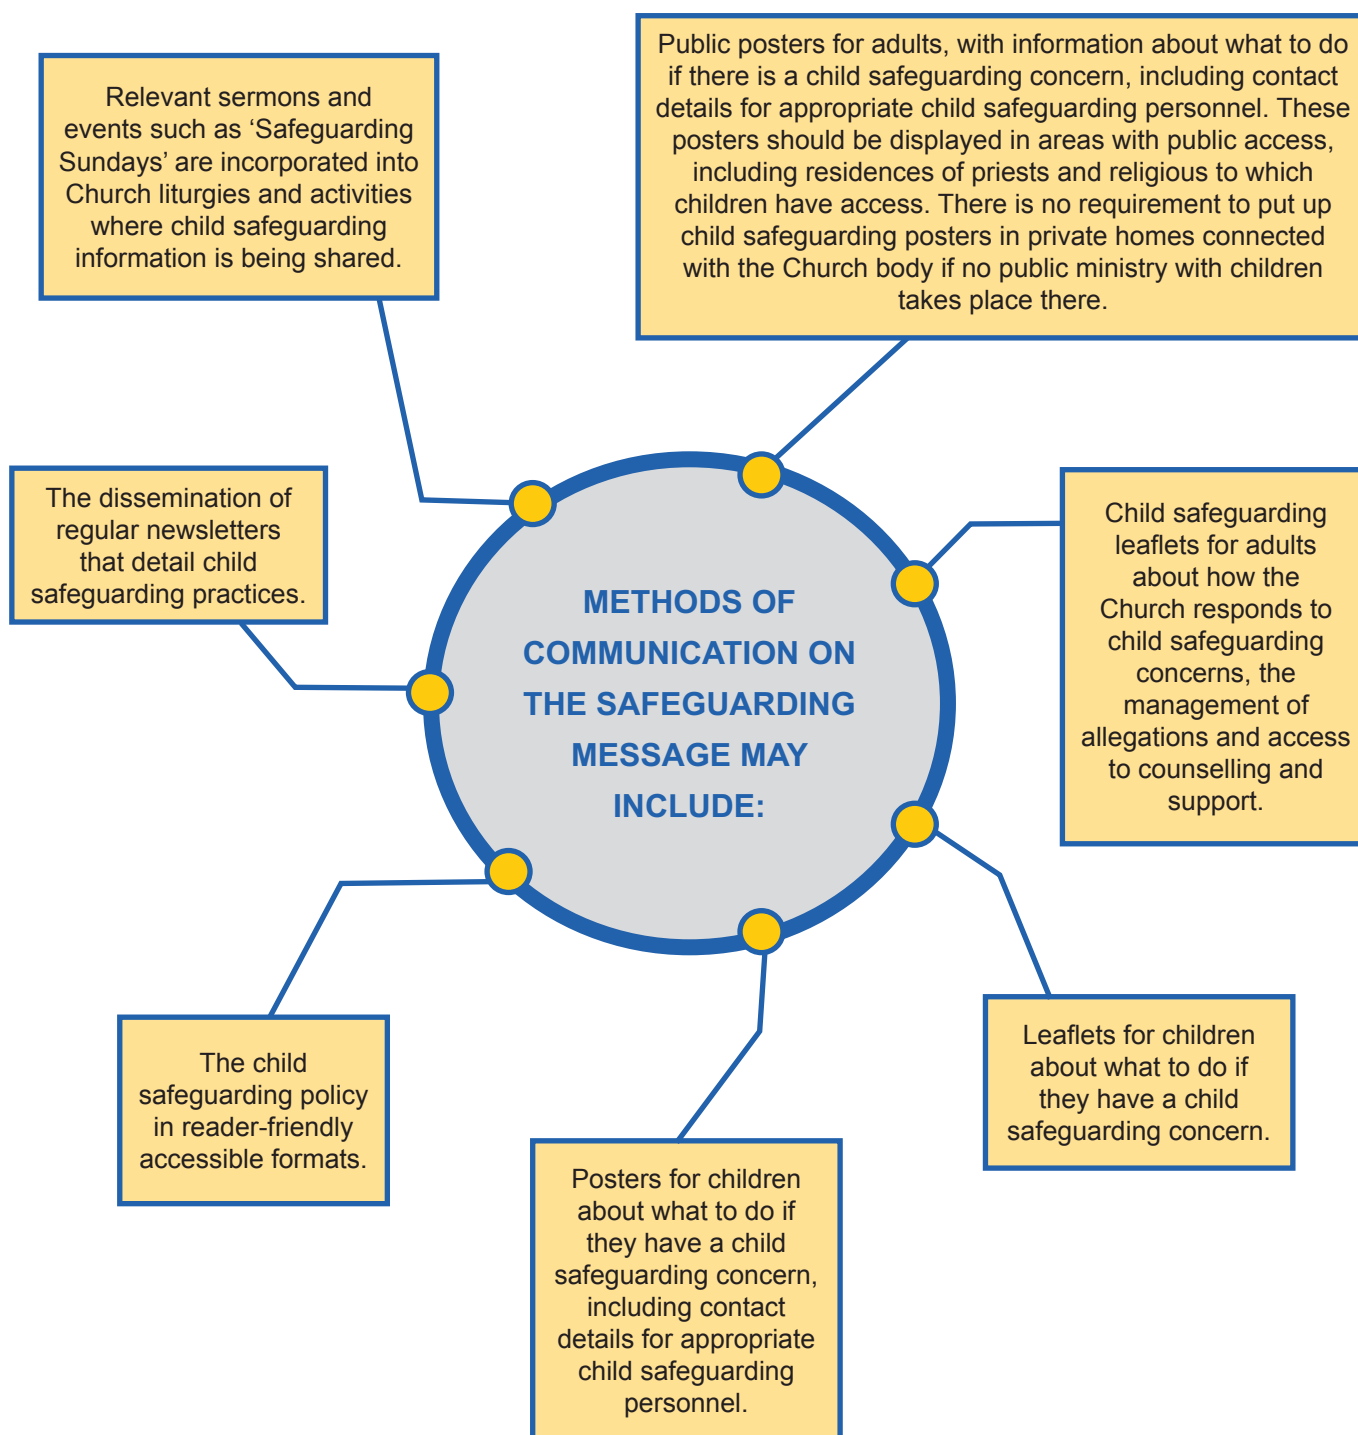 Relevant sermons and
events such as ‘Safeguarding
Sundays’ are incorporated into
Church liturgies and activities
where child safeguarding
information is being shared.
Public posters for adults, with information about what to do
if there is a child safeguarding concern, including contact
details for appropriate child safeguarding personnel. These
posters should be displayed in areas with public access,
including residences of priests and religious to which
children have access. There is no requirement to put up
child safeguarding posters in private homes connected
with the Church body if no public ministry with children
takes place there.
The dissemination of
regular newsletters
that detail child
safeguarding practices.
METHODS OF
COMMUNICATION ON
THE SAFEGUARDING
MESSAGE MAY
INCLUDE:
Child safeguarding
leaflets for adults
about how the
Church responds to
child safeguarding
concerns, the
management of
allegations and access
to counselling and
support.
The child
safeguarding policy
in reader-friendly
accessible formats.
Posters for children
about what to do if
they have a child
safeguarding concern,
including contact
details for appropriate
child safeguarding
personnel.
Leaflets for children
about what to do if
they have a child
safeguarding concern.